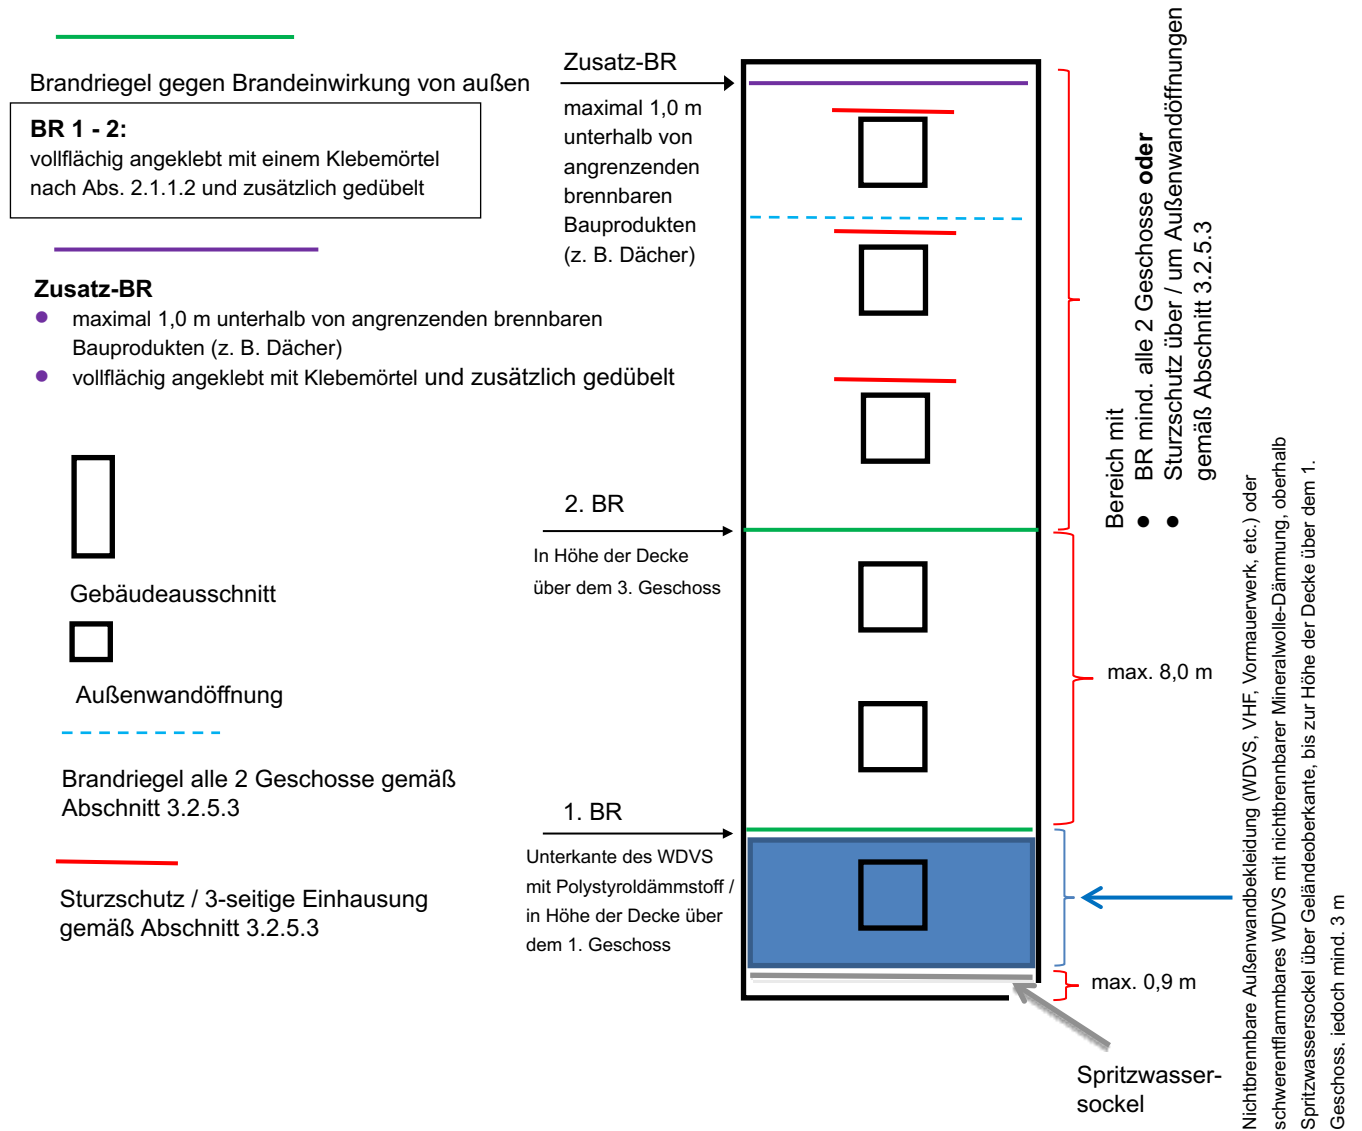 Brandriegel gegen Brandeinwirkung von außen
BR 1 - 2:
vollflächig angeklebt mit einem Klebemörtel
nach Abs. 2.1.1.2 und zusätzlich gedübelt
Zusatz-BR
● maximal 1,0 m unterhalb von angrenzenden brennbaren
Bauprodukten (z. B. Dächer)
● vollflächig angeklebt mit Klebemörtel und zusätzlich gedübelt
Gebäudeausschnitt
Außenwandöffnung
Brandriegel alle 2 Geschosse gemäß
Abschnitt 3.2.5.3
Sturzschutz / 3-seitige Einhausung
gemäß Abschnitt 3.2.5.3
Zusatz-BR
maximal 1,0 m
unterhalb von
angrenzenden
brennbaren
Bauprodukten
(z. B. Dächer)
2. BR
In Höhe der Decke
über dem 3. Geschoss
1. BR
Unterkante des WDVS
mit Polystyroldämmstoff /
in Höhe der Decke über
dem 1. Geschoss
Bereich mit
● BR mind. alle 2 Geschosse oder
● Sturzschutz über / um Außenwandöffnungen
gemäß Abschnitt 3.2.5.3
max. 8,0 m
max. 0,9 m
Spritzwasser-
sockel
Nichtbrennbare Außenwandbekleidung (WDVS, VHF, Vormauerwerk, etc.) oder
schwerentflammbares WDVS mit nichtbrennbarer Mineralwolle-Dämmung, oberhalb
Spritzwassersockel über Geländeoberkante, bis zur Höhe der Decke über dem 1.
Geschoss, jedoch mind. 3 m